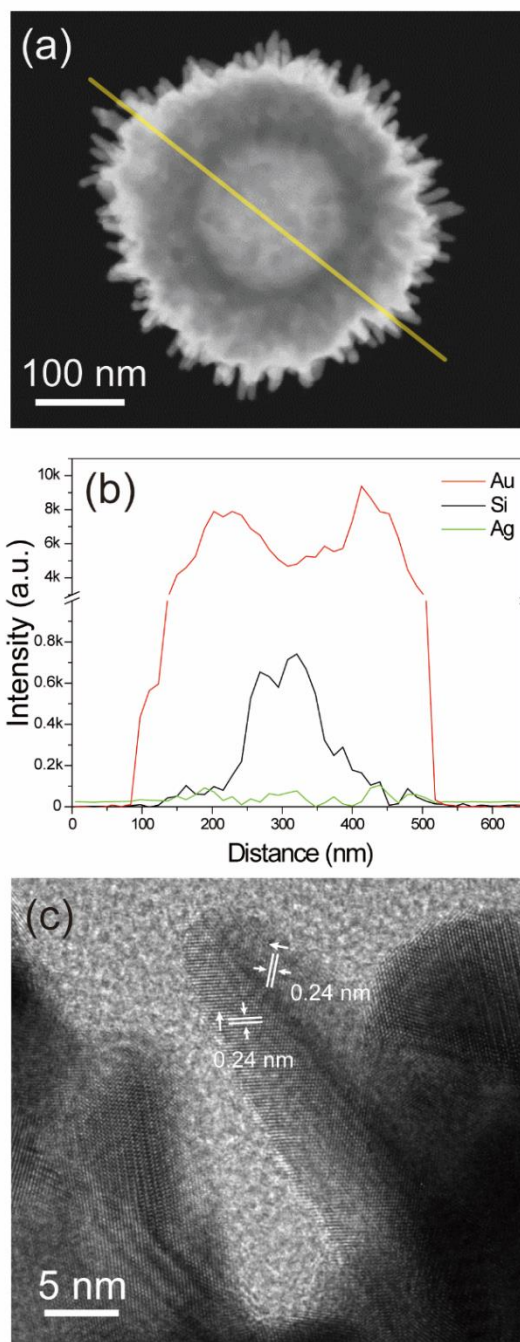 (a)
100 nm
(b)
Au
Si
Ag
10k
8k
6k
4k
0.8k
0.6k
0.4k
0.2k
0
Intensity (a.u.)
0 100 200 300 400 500 600
Distance (nm)
(c)
0.24 nm
0.24 nm
5 nm